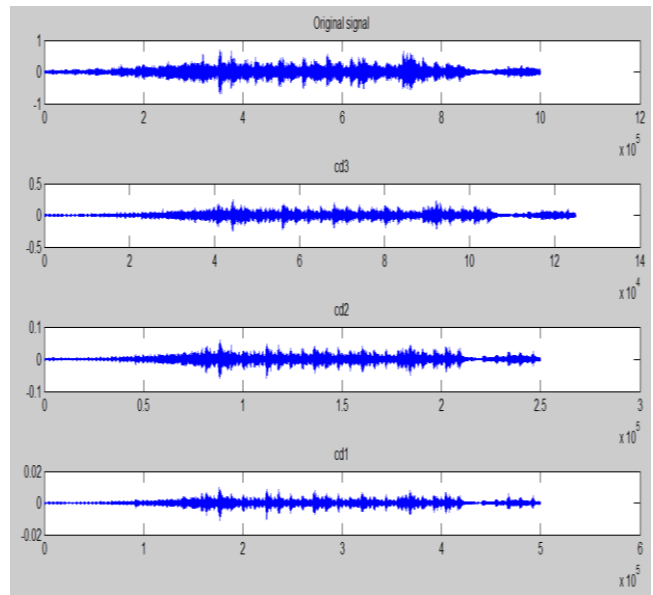 Original signal
1
0
-1
0 2 4 6 8 10 12
x 10^5
cd3
0.5
0
-0.5
0 2 4 6 8 10 12 14
x 10^4
cd2
0.1
0
-0.1
0 0.5 1 1.5 2 2.5 3
x 10^5
cd1
0.02
0
-0.02
0 1 2 3 4 5 6
x 10^5